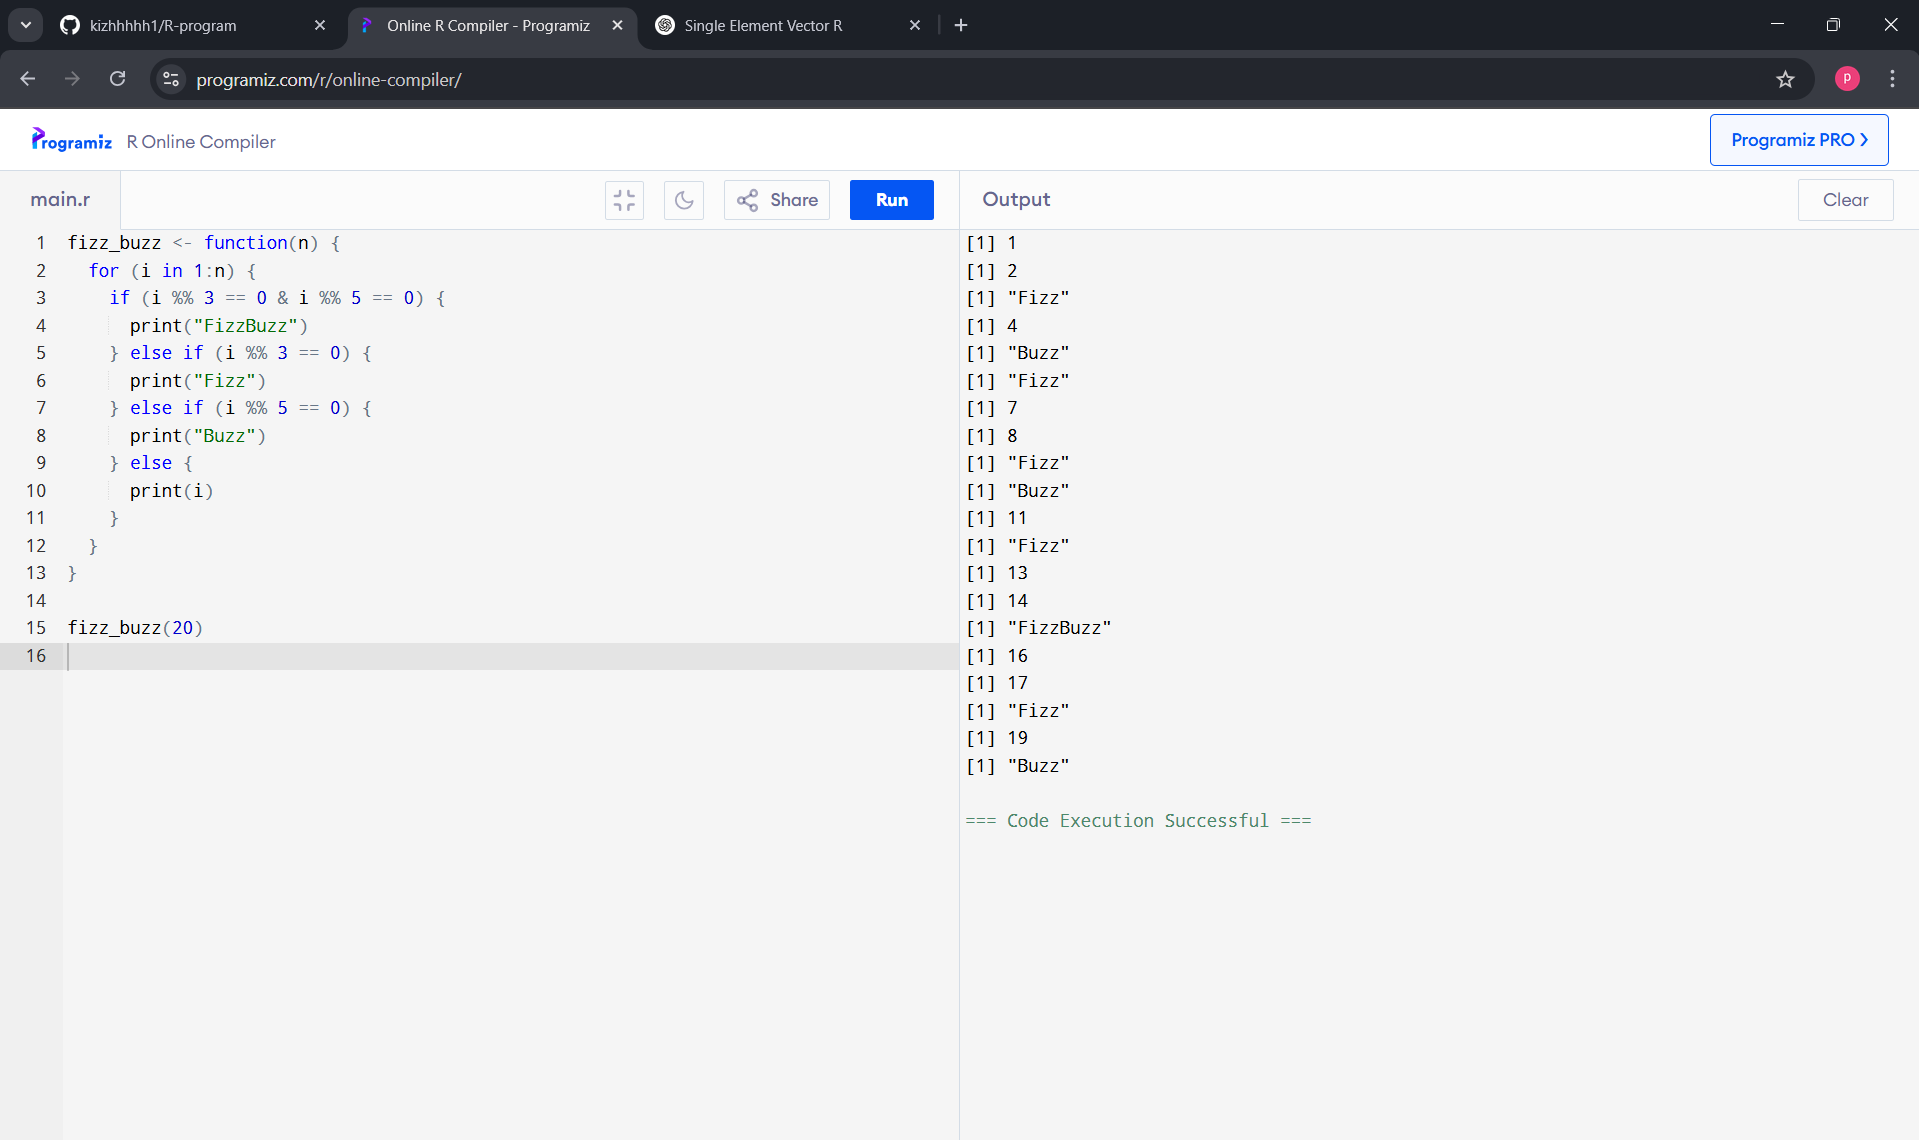 kizhhhhh1/R-program
Online R Compiler - Programiz
Single Element Vector R
programiz.com/r/online-compiler/
P
Programiz R Online Compiler
Programiz PRO
main.r
Share
Run
Output
Clear
1 fizz_buzz <- function(n) {
2   for (i in 1:n) {
3     if (i %% 3 == 0 & i %% 5 == 0) {
4       print("FizzBuzz")
5     } else if (i %% 3 == 0) {
6       print("Fizz")
7     } else if (i %% 5 == 0) {
8       print("Buzz")
9     } else {
10       print(i)
11     }
12   }
13 }
14
15 fizz_buzz(20)
16
[1] 1
[1] 2
[1] "Fizz"
[1] 4
[1] "Buzz"
[1] "Fizz"
[1] 7
[1] 8
[1] "Fizz"
[1] "Buzz"
[1] 11
[1] "Fizz"
[1] 13
[1] 14
[1] "FizzBuzz"
[1] 16
[1] 17
[1] "Fizz"
[1] 19
[1] "Buzz"
=== Code Execution Successful ===